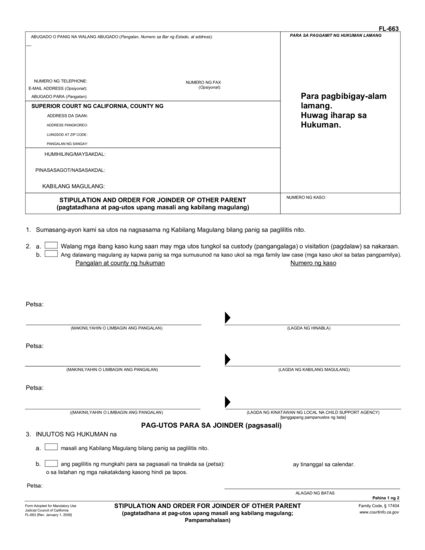 FL-663
ABUGADO O PANIG NA WALANG ABUGADO (Pangalan, Numero sa Bar ng Estado, at address):
PARA SA PAGGAMIT NG HUKUMAN LAMANG
NUMERO NG TELEPHONE:
NUMERO NG FAX
(Opsiyonal):
E-MAIL ADDRESS (Opsiyonal):
ABUGADO PARA (Pangalan):
Para pagbibigay-alam
lamang.
Huwag iharap sa
Hukuman.
SUPERIOR COURT NG CALIFORNIA, COUNTY NG
ADDRESS DA DAAN:
ADDRESS PANGKOREO:
LUNGSOD AT ZIP CODE:
PANGALAN NG SANGAY:
HUMIHILING/MAYSAKDAL:
PINASASAGOT/NASASAKDAL:
KABILANG MAGULANG:
STIPULATION AND ORDER FOR JOINDER OF OTHER PARENT
(pagtatadhana at pag-utos upang masali ang kabilang magulang)
NUMERO NG KASO:
1. Sumasang-ayon kami sa utos na nagsasama ng Kabilang Magulang bilang panig sa paglilitis nito.
2. a. Walang mga ibang kaso kung saan may mga utos tungkol sa custody (pangangalaga) o visitation (pagdalaw) sa nakaraan.
b. Ang dalawang magulang ay kapwa panig sa mga sumusunod na kaso ukol sa mga family law case (mga kaso ukol sa batas pangpamilya).
Pangalan at county ng hukuman
Numero ng kaso
Petsa:
(MAKINILYAHIN O LIMBAGIN ANG PANGALAN)
(LAGDA NG HINABLA)
Petsa:
(MAKINILYAHIN O LIMBAGIN ANG PANGALAN)
(LAGDA NG KABILANG MAGULANG)
Petsa:
((MAKINILYAHIN O LIMBAGIN ANG PANGALAN)
(LAGDA NG KINATAWAN NG LOCAL NA CHILD SUPPORT AGENCY)
[tanggapang pampanustos ng bata]
PAG-UTOS PARA SA JOINDER (pagsasali)
3. INUUTOS NG HUKUMAN na
a. masali ang Kabilang Magulang bilang panig sa paglilitis nito.
b. ang paglilitis ng mungkahi para sa pagsasali na tinakda sa (petsa): ay tinanggal sa calendar.
o sa listahan ng mga nakatakdang kasong hindi pa tapos.
Petsa:
ALAGAD NG BATAS
Pahina 1 ng 2
Form Adopted for Mandatory Use
Judicial Council of California
FL-663 [Rev. January 1, 2006]
STIPULATION AND ORDER FOR JOINDER OF OTHER PARENT
(pagtatadhana at pag-utos upang masali ang kabilang magulang;
Pampamahalaan)
Family Code, § 17404
www.courtinfo.ca.gov